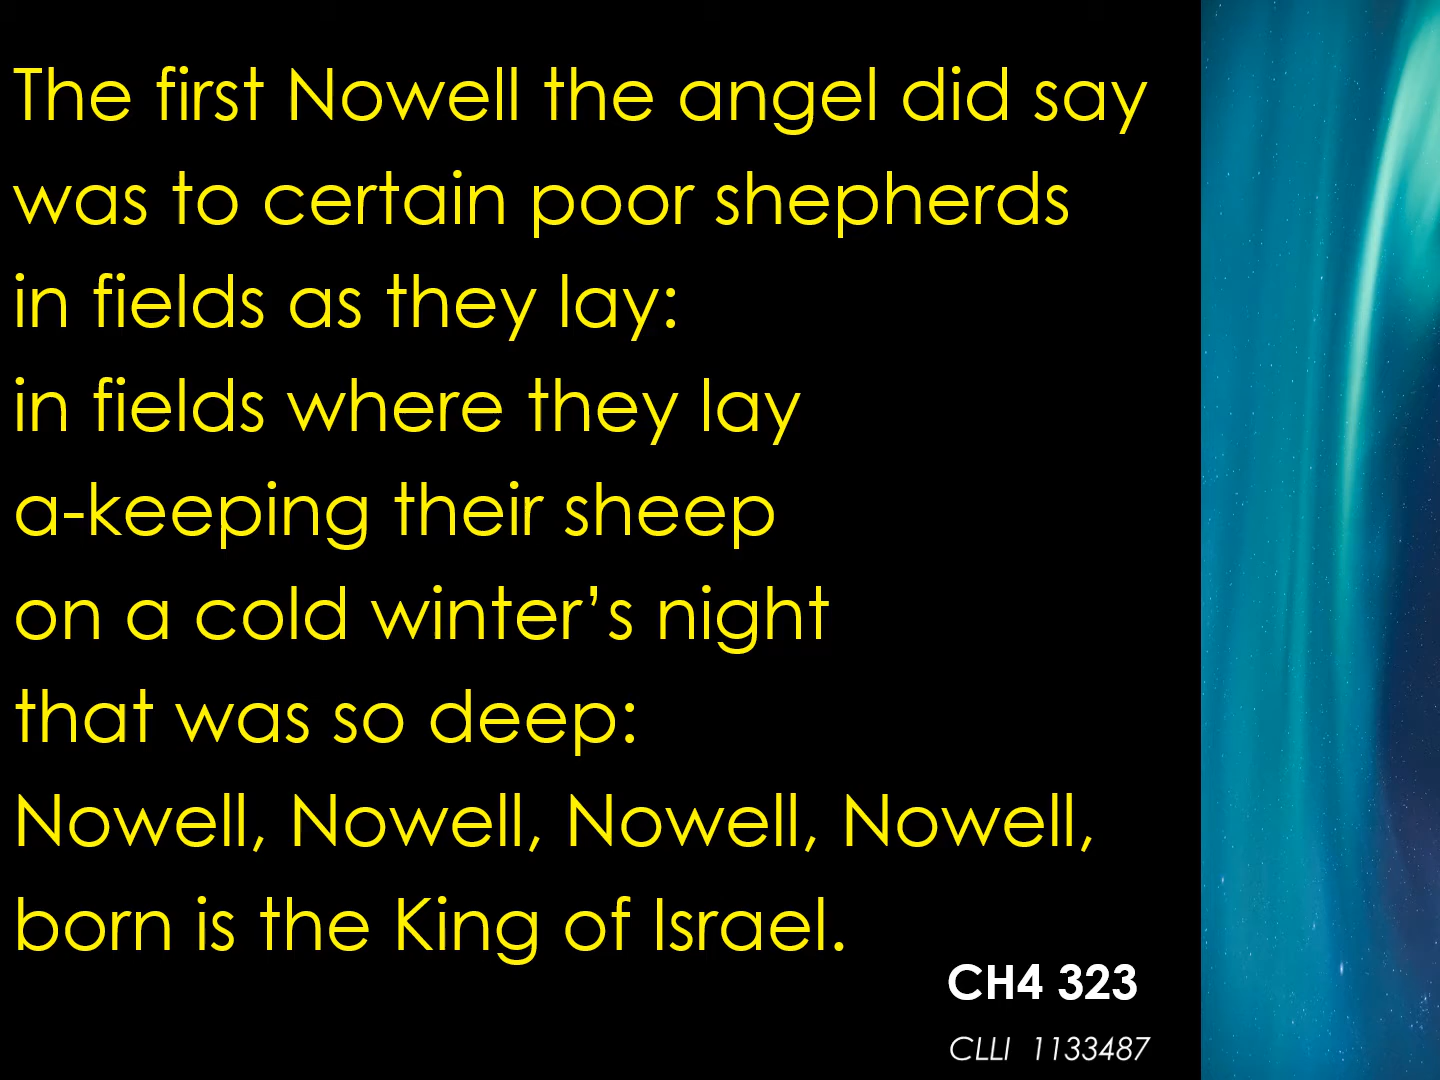 The first Nowell the angel did say
was to certain poor shepherds
in fields as they lay:
in fields where they lay
a-keeping their sheep
on a cold winter’s night
that was so deep:
Nowell, Nowell, Nowell, Nowell,
born is the King of Israel.
CH4 323
CLLI 1133487